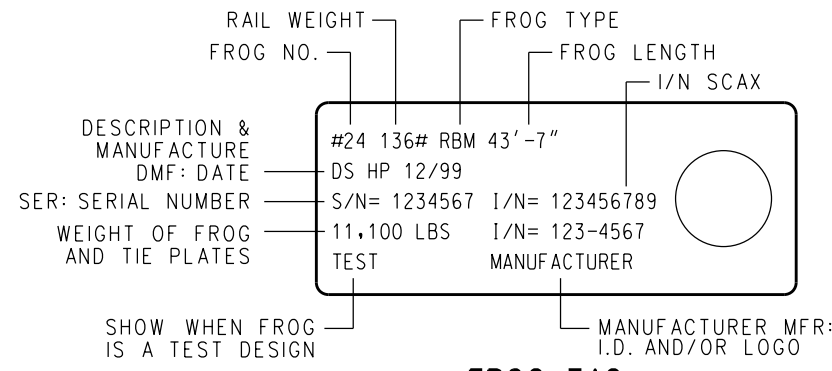 RAIL WEIGHT
FROG TYPE
FROG NO.
FROG LENGTH
I/N SCAX
DESCRIPTION &
MANUFACTURE
DMF: DATE
SER: SERIAL NUMBER
WEIGHT OF FROG
AND TIE PLATES
#24 136# RBM 43'-7"
DS HP 12/99
S/N= 1234567 I/N= 123456789
11,100 LBS I/N= 123-4567
TEST MANUFACTURER
SHOW WHEN FROG
IS A TEST DESIGN
MANUFACTURER MFR:
I.D. AND/OR LOGO